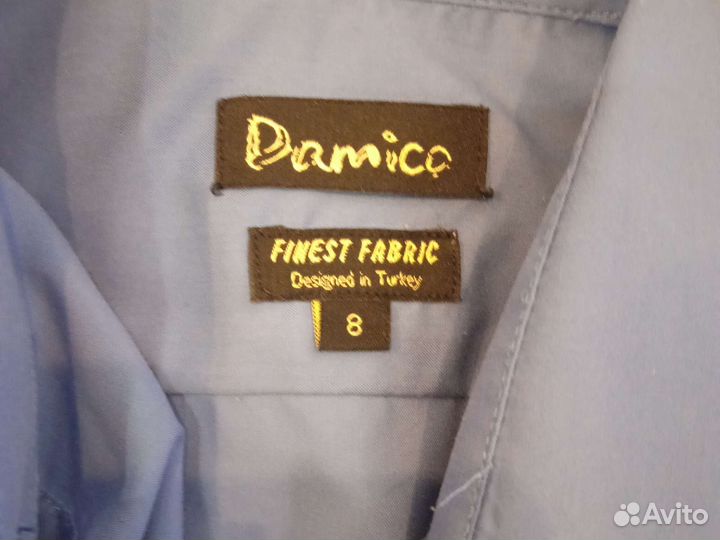 Damico
FINEST FABRIC
Designed in Turkey
8
Avito